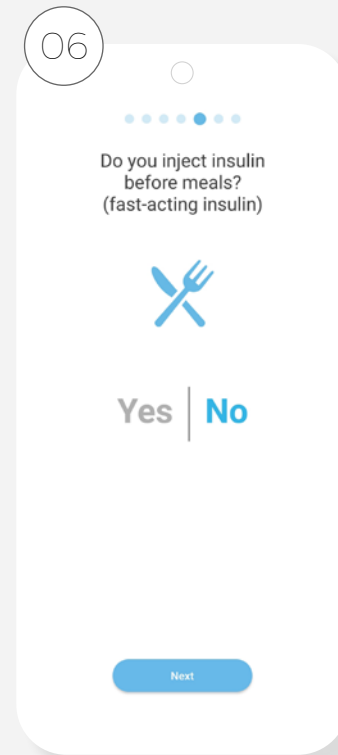 06
Do you inject insulin
before meals?
(fast-acting insulin)
Yes | No
Next